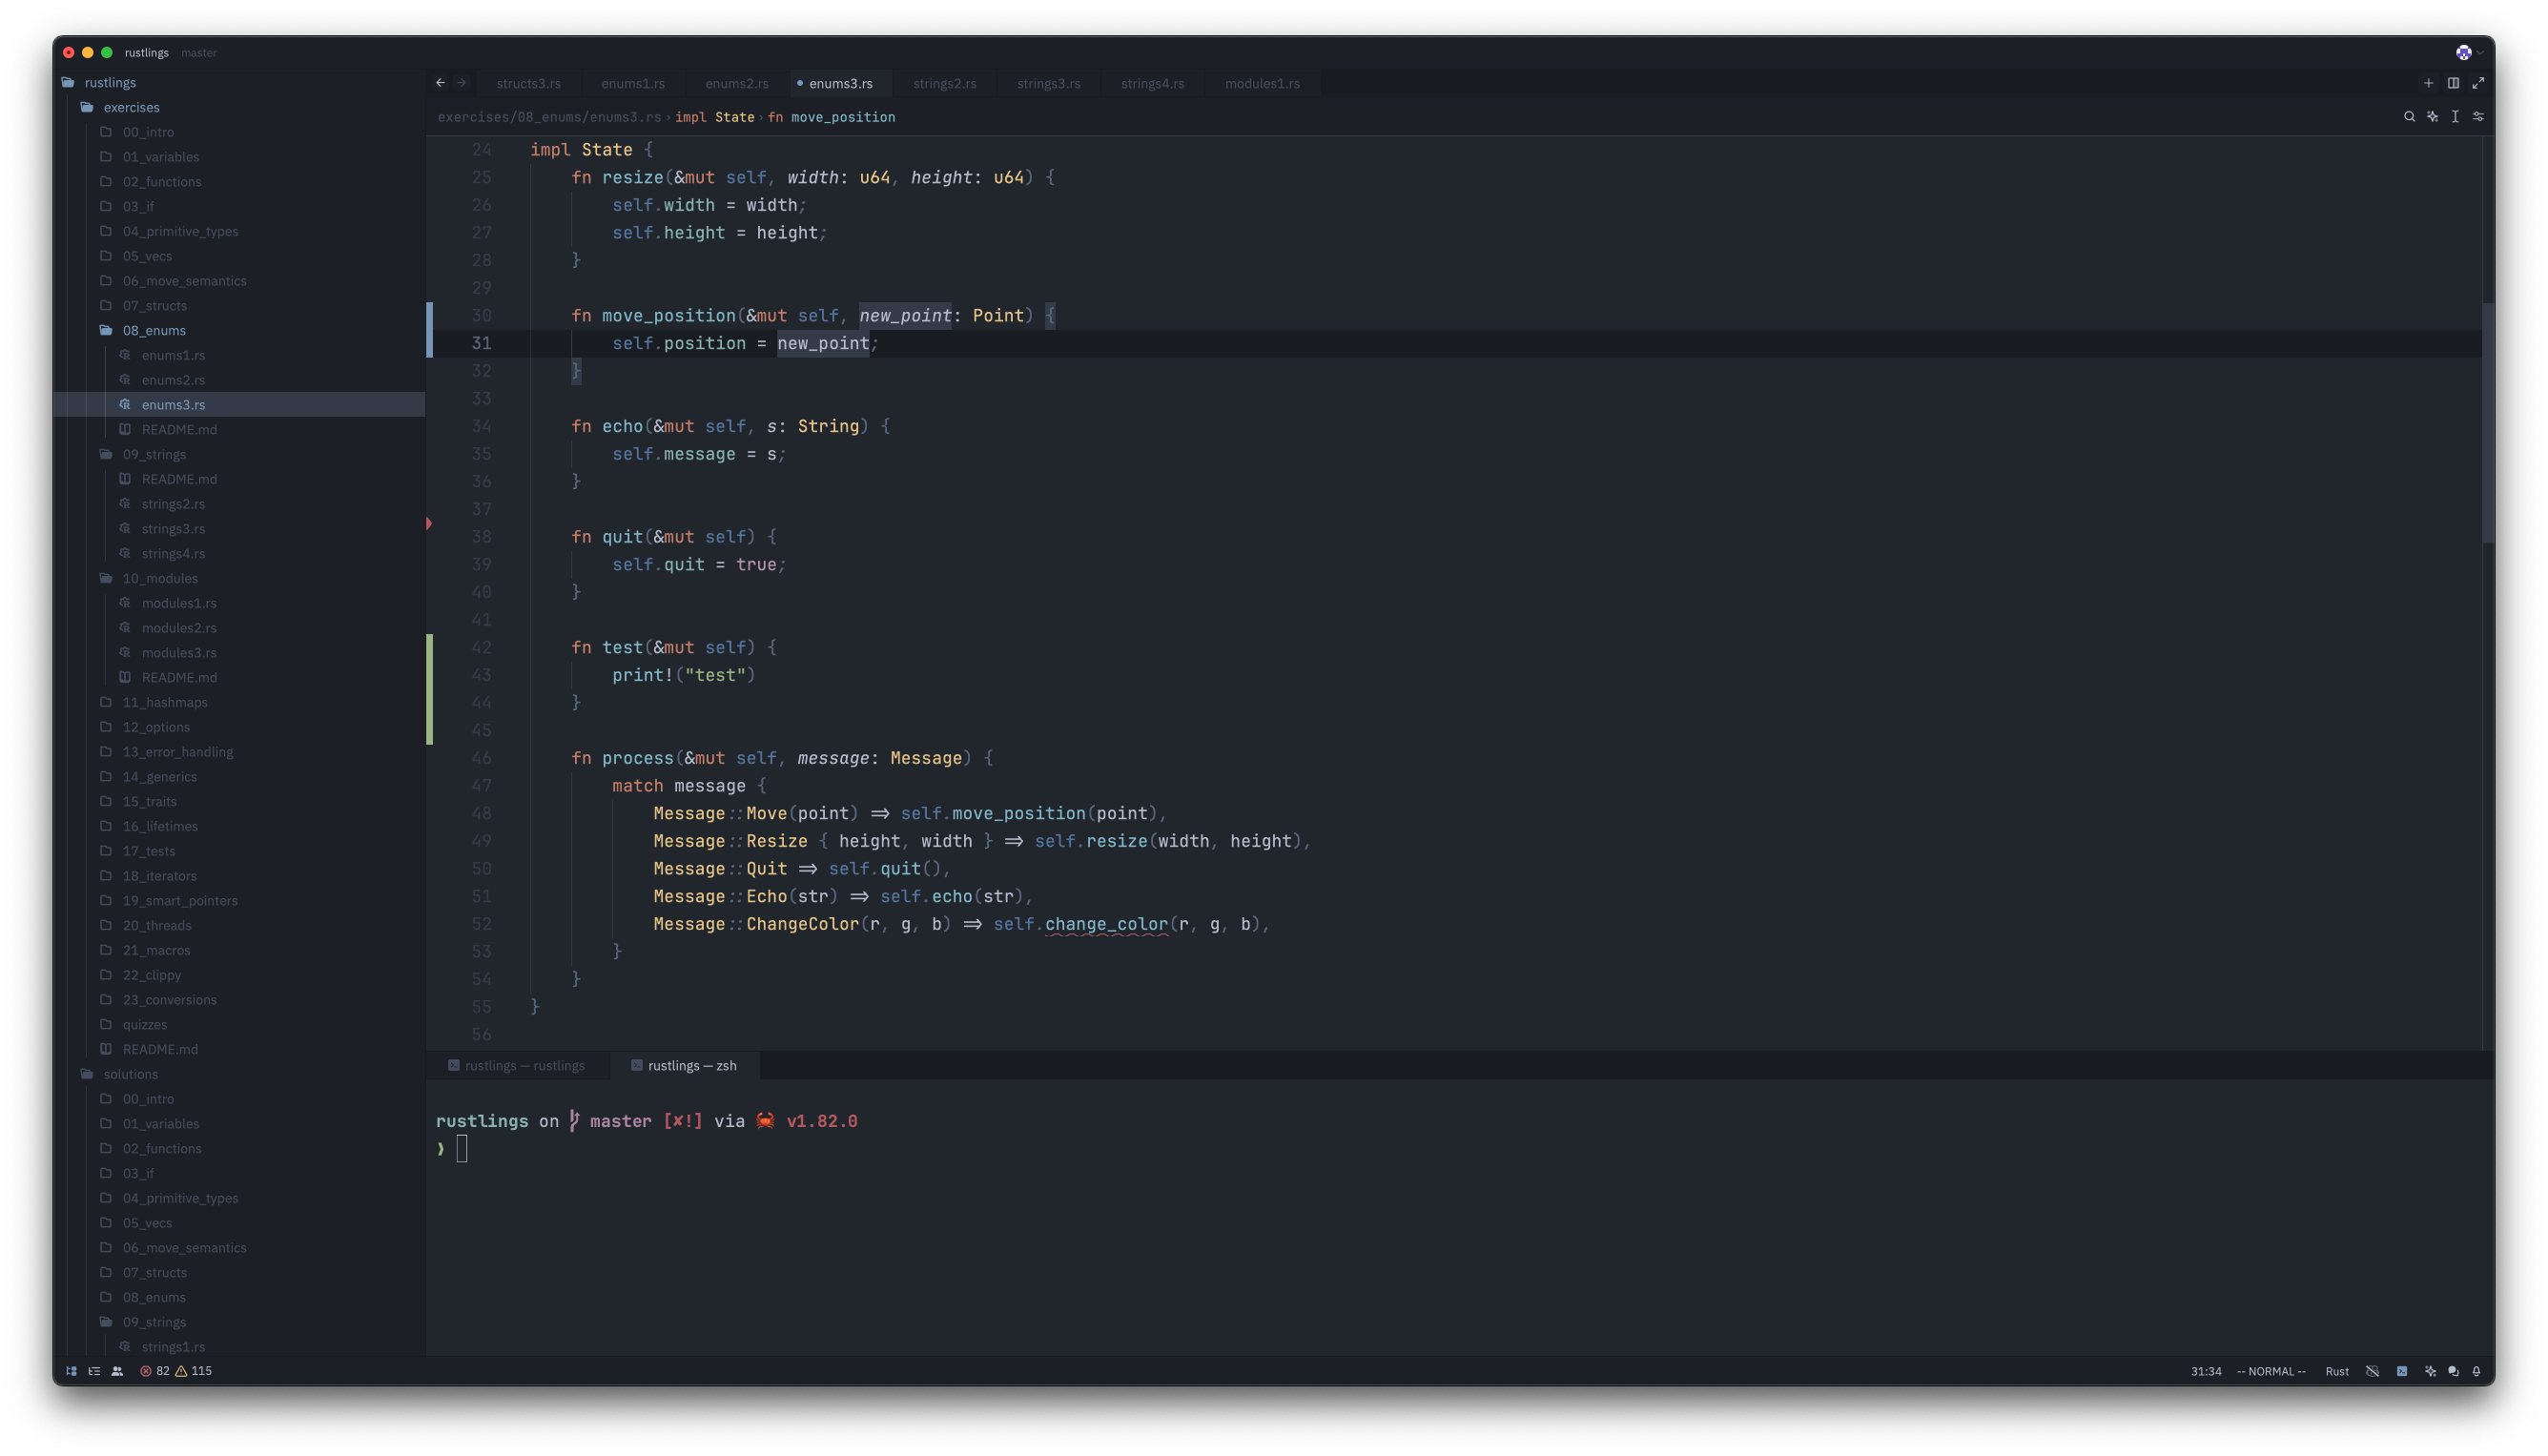 rustlings master
rustlings
exercises
00_intro
01_variables
02_functions
03_if
04_primitive_types
05_vecs
06_move_semantics
07_structs
08_enums
enums1.rs
enums2.rs
enums3.rs
README.md
09_strings
README.md
strings2.rs
strings3.rs
strings4.rs
10_modules
modules1.rs
modules2.rs
modules3.rs
README.md
11_hashmaps
12_options
13_error_handling
14_generics
15_traits
16_lifetimes
17_tests
18_iterators
19_smart_pointers
20_threads
21_macros
22_clippy
23_conversions
quizzes
README.md
solutions
00_intro
01_variables
02_functions
03_if
04_primitive_types
05_vecs
06_move_semantics
07_structs
08_enums
09_strings
strings1.rs
structs3.rs enums1.rs enums2.rs enums3.rs strings2.rs strings3.rs strings4.rs modules1.rs
exercises/08_enums/enums3.rs › impl State › fn move_position
24 impl State {
25 fn resize(&mut self, width: u64, height: u64) {
26 self.width = width;
27 self.height = height;
28 }
29
30 fn move_position(&mut self, new_point: Point) {
31 self.position = new_point;
32 }
33
34 fn echo(&mut self, s: String) {
35 self.message = s;
36 }
37
38 fn quit(&mut self) {
39 self.quit = true;
40 }
41
42 fn test(&mut self) {
43 print!("test")
44 }
45
46 fn process(&mut self, message: Message) {
47 match message {
48 Message::Move(point) => self.move_position(point),
49 Message::Resize { height, width } => self.resize(width, height),
50 Message::Quit => self.quit(),
51 Message::Echo(str) => self.echo(str),
52 Message::ChangeColor(r, g, b) => self.change_color(r, g, b),
53 }
54 }
55 }
56
rustlings — rustlings rustlings — zsh
rustlings on master [✘!] via 🦀 v1.82.0
❯
82 115 31:34 -- NORMAL -- Rust